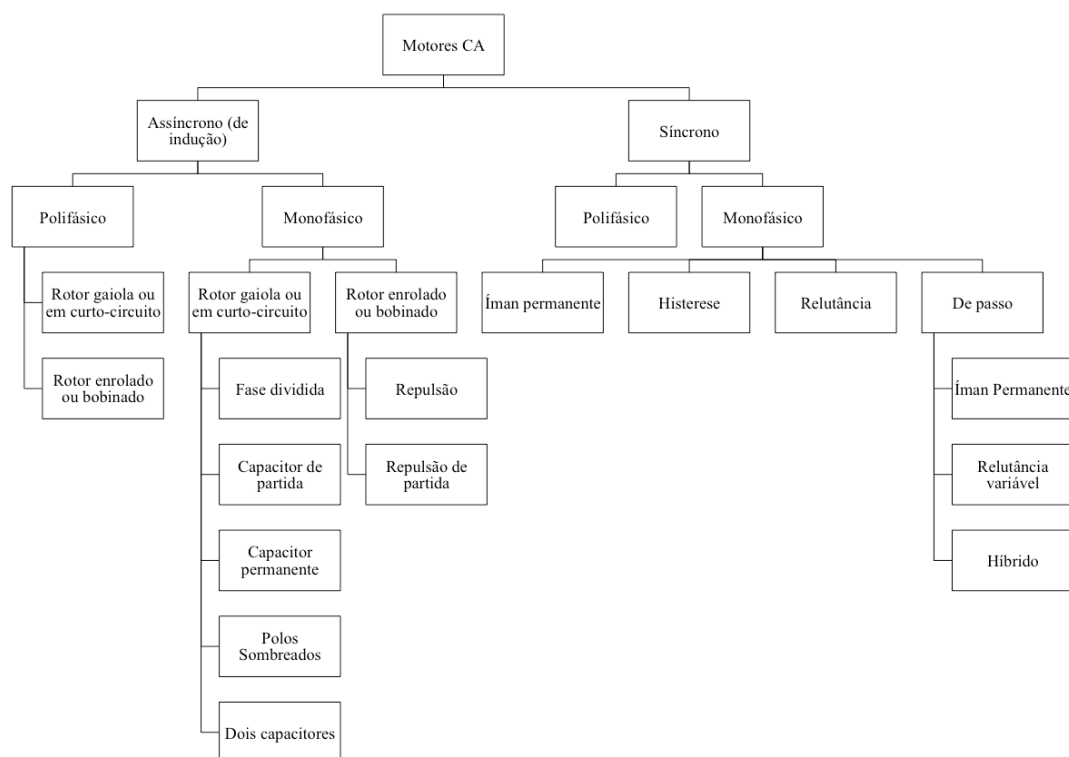 Motores CA
Assíncrono (de
indução)
Síncrono
Polifásico
Monofásico
Polifásico
Monofásico
Rotor gaiola ou
em curto-circuito
Rotor gaiola ou
em curto-circuito
Rotor enrolado
ou bobinado
Íman permanente
Histerese
Relutância
De passo
Rotor enrolado
ou bobinado
Fase dividida
Repulsão
Íman Permanente
Capacitor de
partida
Repulsão de
partida
Relutância
variável
Capacitor
permanente
Híbrido
Polos
Sombreados
Dois capacitores